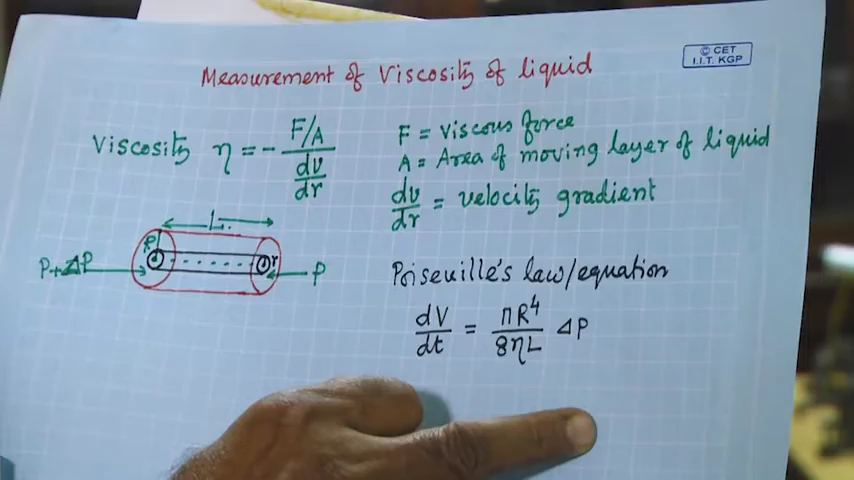 © CET
I.I.T. KGP
Measurement of Viscosity of liquid
Viscosity η = - F/A / dv/dr
F = Viscous force
A = Area of moving layer of liquid
dv/dr = velocity gradient
L
R
r
P+ΔP
P
Poiseuille's law/equation
dV/dt = πR⁴/8ηL ΔP